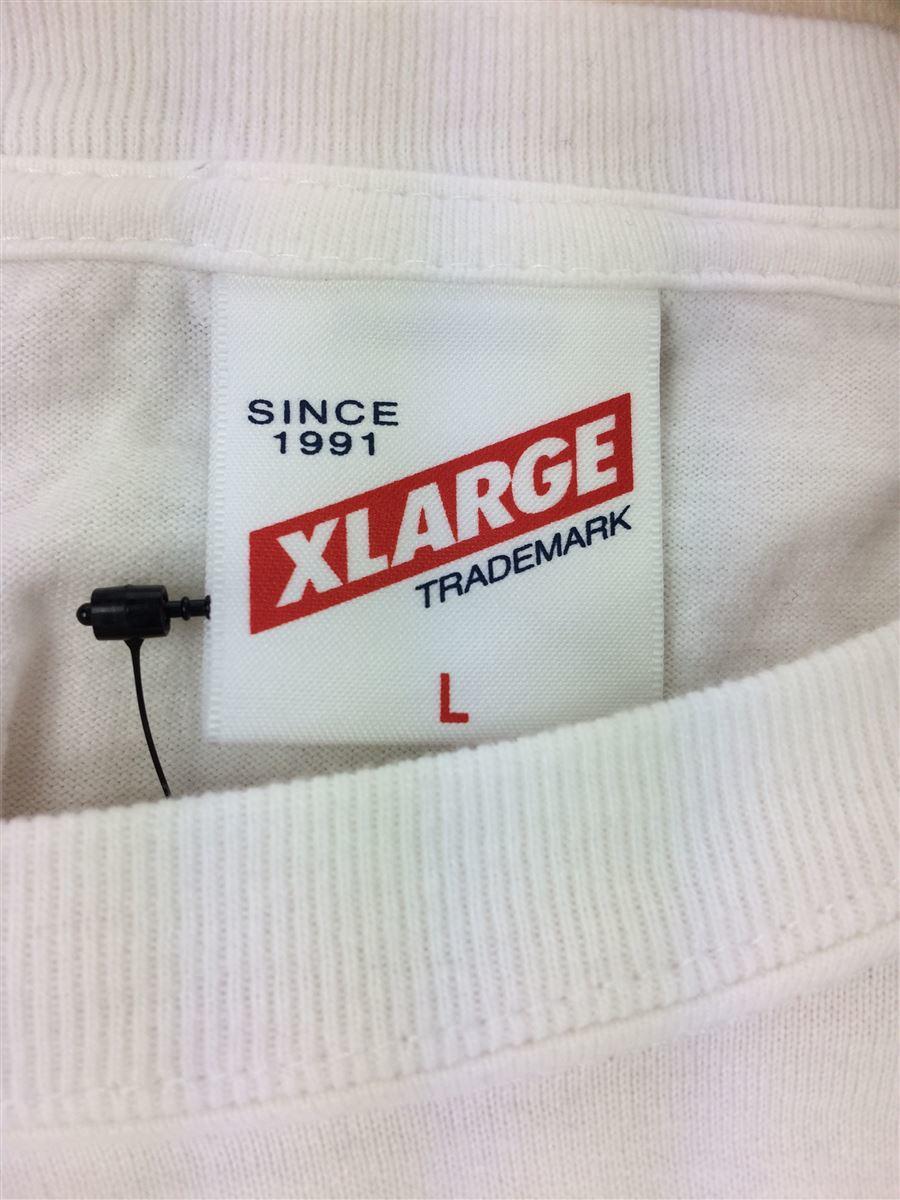 SINCE
1991
XLARGE
TRADEMARK
L